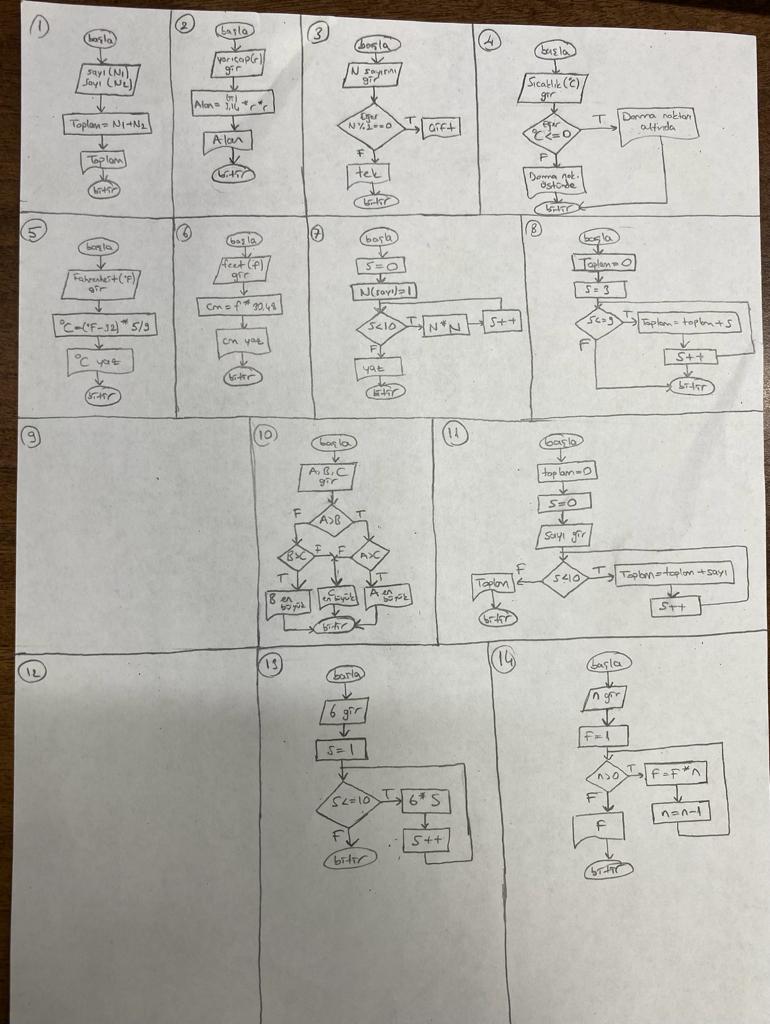 1
başla
sayı (N1)
sayı (N2)
Toplam = N1+N2
Toplam
bitir
2
başla
yarıçap(r)
gir
(π)
Alan = 3,14 * r * r
Alan
bitir
3
başla
N sayısını
gir
Eğer
N%2==0
T
Çift
F
tek
bitir
4
başla
Sıcaklık (°C)
gir
Eğer
°C <= 0
T
Donma noktası
altında
F
Donma nok.
üstünde
bitir
5
başla
Fahrenheit (°F)
gir
°C=(°F-32)* 5/9
°C yaz
bitir
6
başla
feet (f)
gir
Cm = f * 30,48
cm yaz
bitir
7
başla
S=0
N(sayı)=1
S<10
T
N*N
S++
F
yaz
bitir
8
başla
Toplam=0
S=3
S<=9
T
Toplam=toplam+S
F
S++
bitir
9
10
başla
A, B, C
gir
F
A>B
T
B>C
F
F
A>C
T
T
B en
büyük
C
en büyük
A en
büyük
bitir
11
başla
toplam=0
S=0
sayı gir
F
S<10
T
Toplam
Toplam=toplam+sayı
S++
bitir
12
13
başla
6 gir
S=1
S<=10
T
6*S
F
S++
bitir
14
başla
n gir
F=1
n>0
T
F=F*n
F
n=n-1
F
bitir